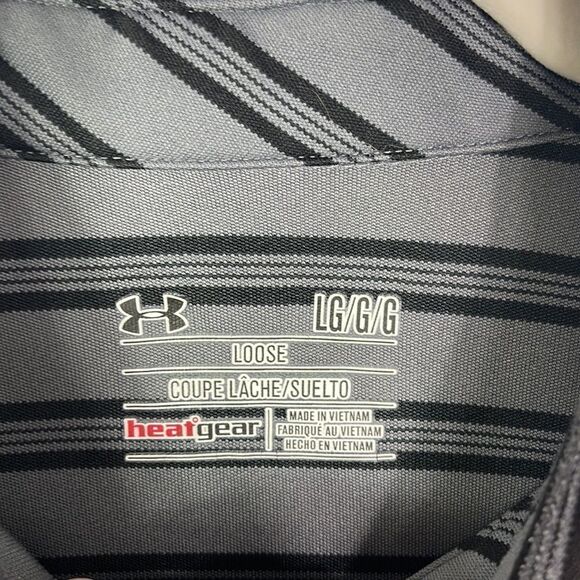 LG/G/G
LOOSE
COUPE LÂCHE/SUELTO
heatgear
MADE IN VIETNAM
FABRIQUÉ AU VIETNAM
HECHO EN VIETNAM